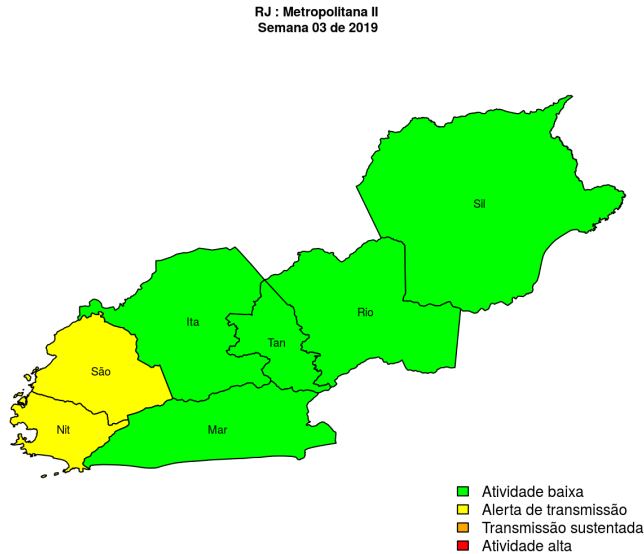 RJ : Metropolitana II
Semana 03 de 2019
Sil
Ita
Rio
Tan
São
Nit
Mar
Atividade baixa
Alerta de transmissão
Transmissão sustentada
Atividade alta